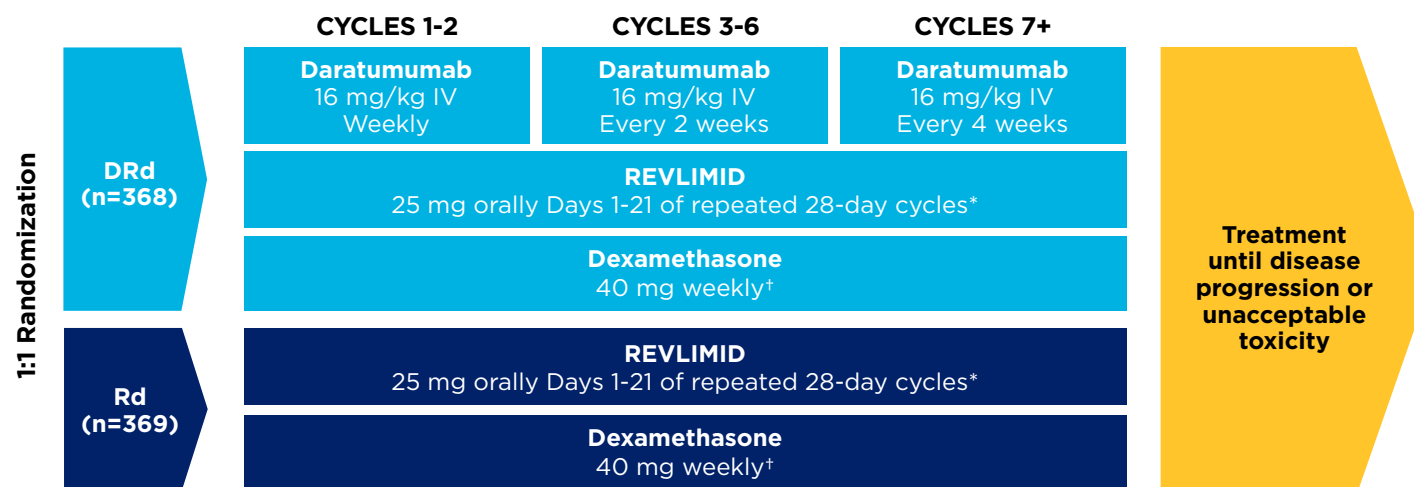 CYCLES 1-2
CYCLES 3-6
CYCLES 7+
1:1 Randomization
DRd
(n=368)
Daratumumab
16 mg/kg IV
Weekly
Daratumumab
16 mg/kg IV
Every 2 weeks
Daratumumab
16 mg/kg IV
Every 4 weeks
REVLIMID
25 mg orally Days 1-21 of repeated 28-day cycles*
Dexamethasone
40 mg weekly†
Rd
(n=369)
REVLIMID
25 mg orally Days 1-21 of repeated 28-day cycles*
Dexamethasone
40 mg weekly†
Treatment
until disease
progression or
unacceptable
toxicity